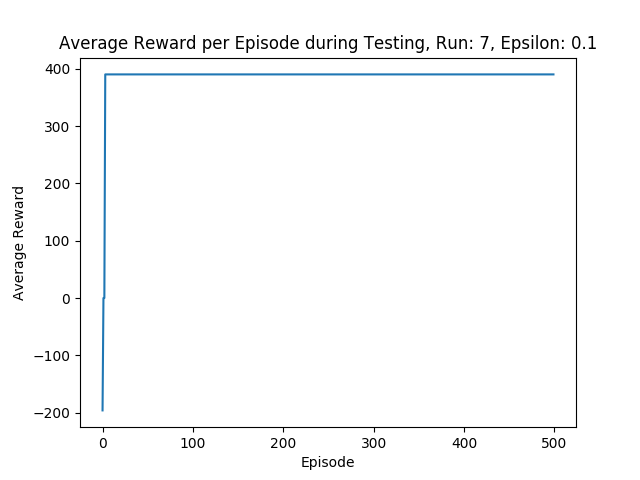 Average Reward per Episode during Testing, Run: 7, Epsilon: 0.1
400
300
200
100
0
−100
−200
Average Reward
0 100 200 300 400 500
Episode